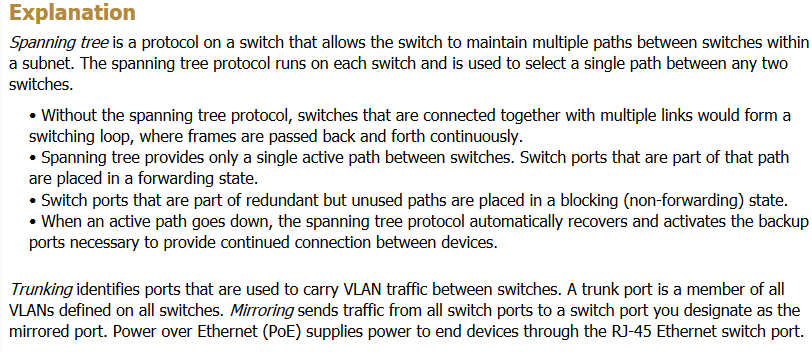 Explanation
Spanning tree is a protocol on a switch that allows the switch to maintain multiple paths between switches within
a subnet. The spanning tree protocol runs on each switch and is used to select a single path between any two
switches.
• Without the spanning tree protocol, switches that are connected together with multiple links would form a
switching loop, where frames are passed back and forth continuously.
• Spanning tree provides only a single active path between switches. Switch ports that are part of that path
are placed in a forwarding state.
• Switch ports that are part of redundant but unused paths are placed in a blocking (non-forwarding) state.
• When an active path goes down, the spanning tree protocol automatically recovers and activates the backup
ports necessary to provide continued connection between devices.
Trunking identifies ports that are used to carry VLAN traffic between switches. A trunk port is a member of all
VLANs defined on all switches. Mirroring sends traffic from all switch ports to a switch port you designate as the
mirrored port. Power over Ethernet (PoE) supplies power to end devices through the RJ-45 Ethernet switch port.